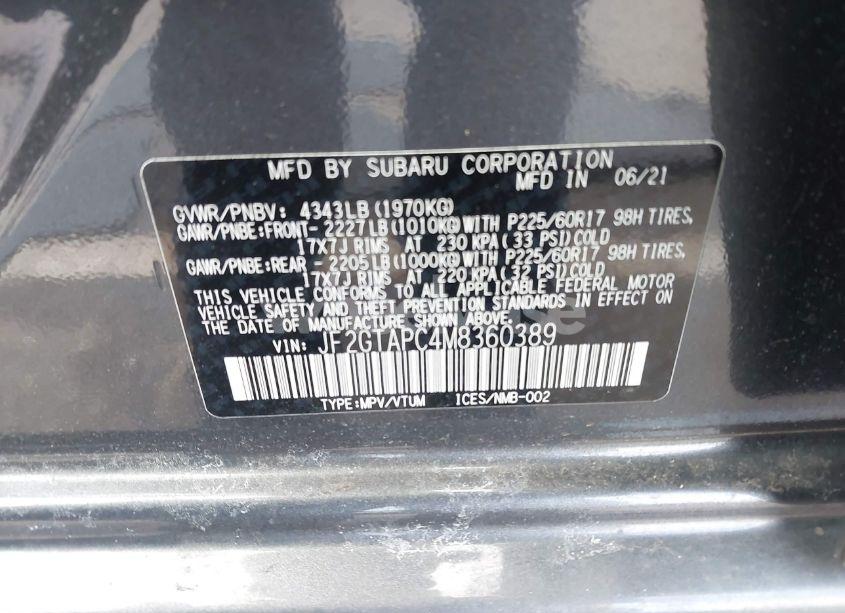 MFD BY SUBARU CORPORATION
MFD IN 06/21
GVWR/PNBV: 4343LB(1970KG)
GAWR/PNBE:FRONT- 2227LB(1010KG)WITH P225/60R17 98H TIRES,
17X7J RIMS AT 230 KPA(33 PSI)COLD
GAWR/PNBE:REAR - 2205LB(1000KG)WITH P225/60R17 98H TIRES,
17X7J RIMS AT 220 KPA(32 PSI)COLD
THIS VEHICLE CONFORMS TO ALL APPLICABLE FEDERAL MOTOR
VEHICLE SAFETY AND THEFT PREVENTION STANDARDS IN EFFECT ON
THE DATE OF MANUFACTURE SHOWN ABOVE.
VIN: JF2GTAPC4M8360389
TYPE:MPV/VTUM ICES/NMB-002